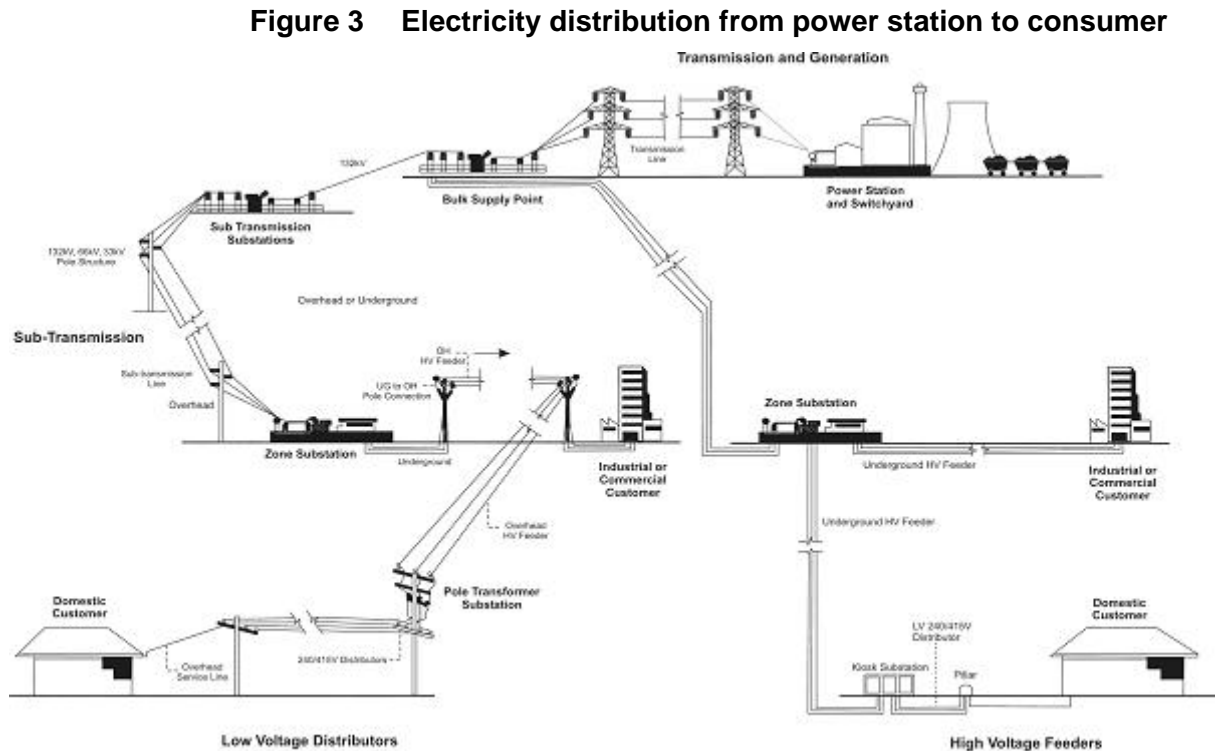 Figure 3 Electricity distribution from power station to consumer
Transmission and Generation
132kV
Transmission
Line
Bulk Supply Point
Power Station
and Switchyard
Sub Transmission
Substations
132kV, 66kV, 33kV
Pole Structure
Overhead or Underground
Sub-Transmission
OH
HV Feeder
Sub-transmission
Line
UG to OH
Pole Connection
Overhead
Zone Substation
Zone Substation
Underground
Industrial or
Commercial
Customer
Underground HV Feeder
Industrial or
Commercial
Customer
Overhead
HV Feeder
Underground HV Feeder
Pole Transformer
Substation
Domestic
Customer
Domestic
Customer
LV 240/415V
Distributor
Overhead
Service Line
240/415V Distributors
Kiosk Substation
Pillar
Low Voltage Distributors
High Voltage Feeders